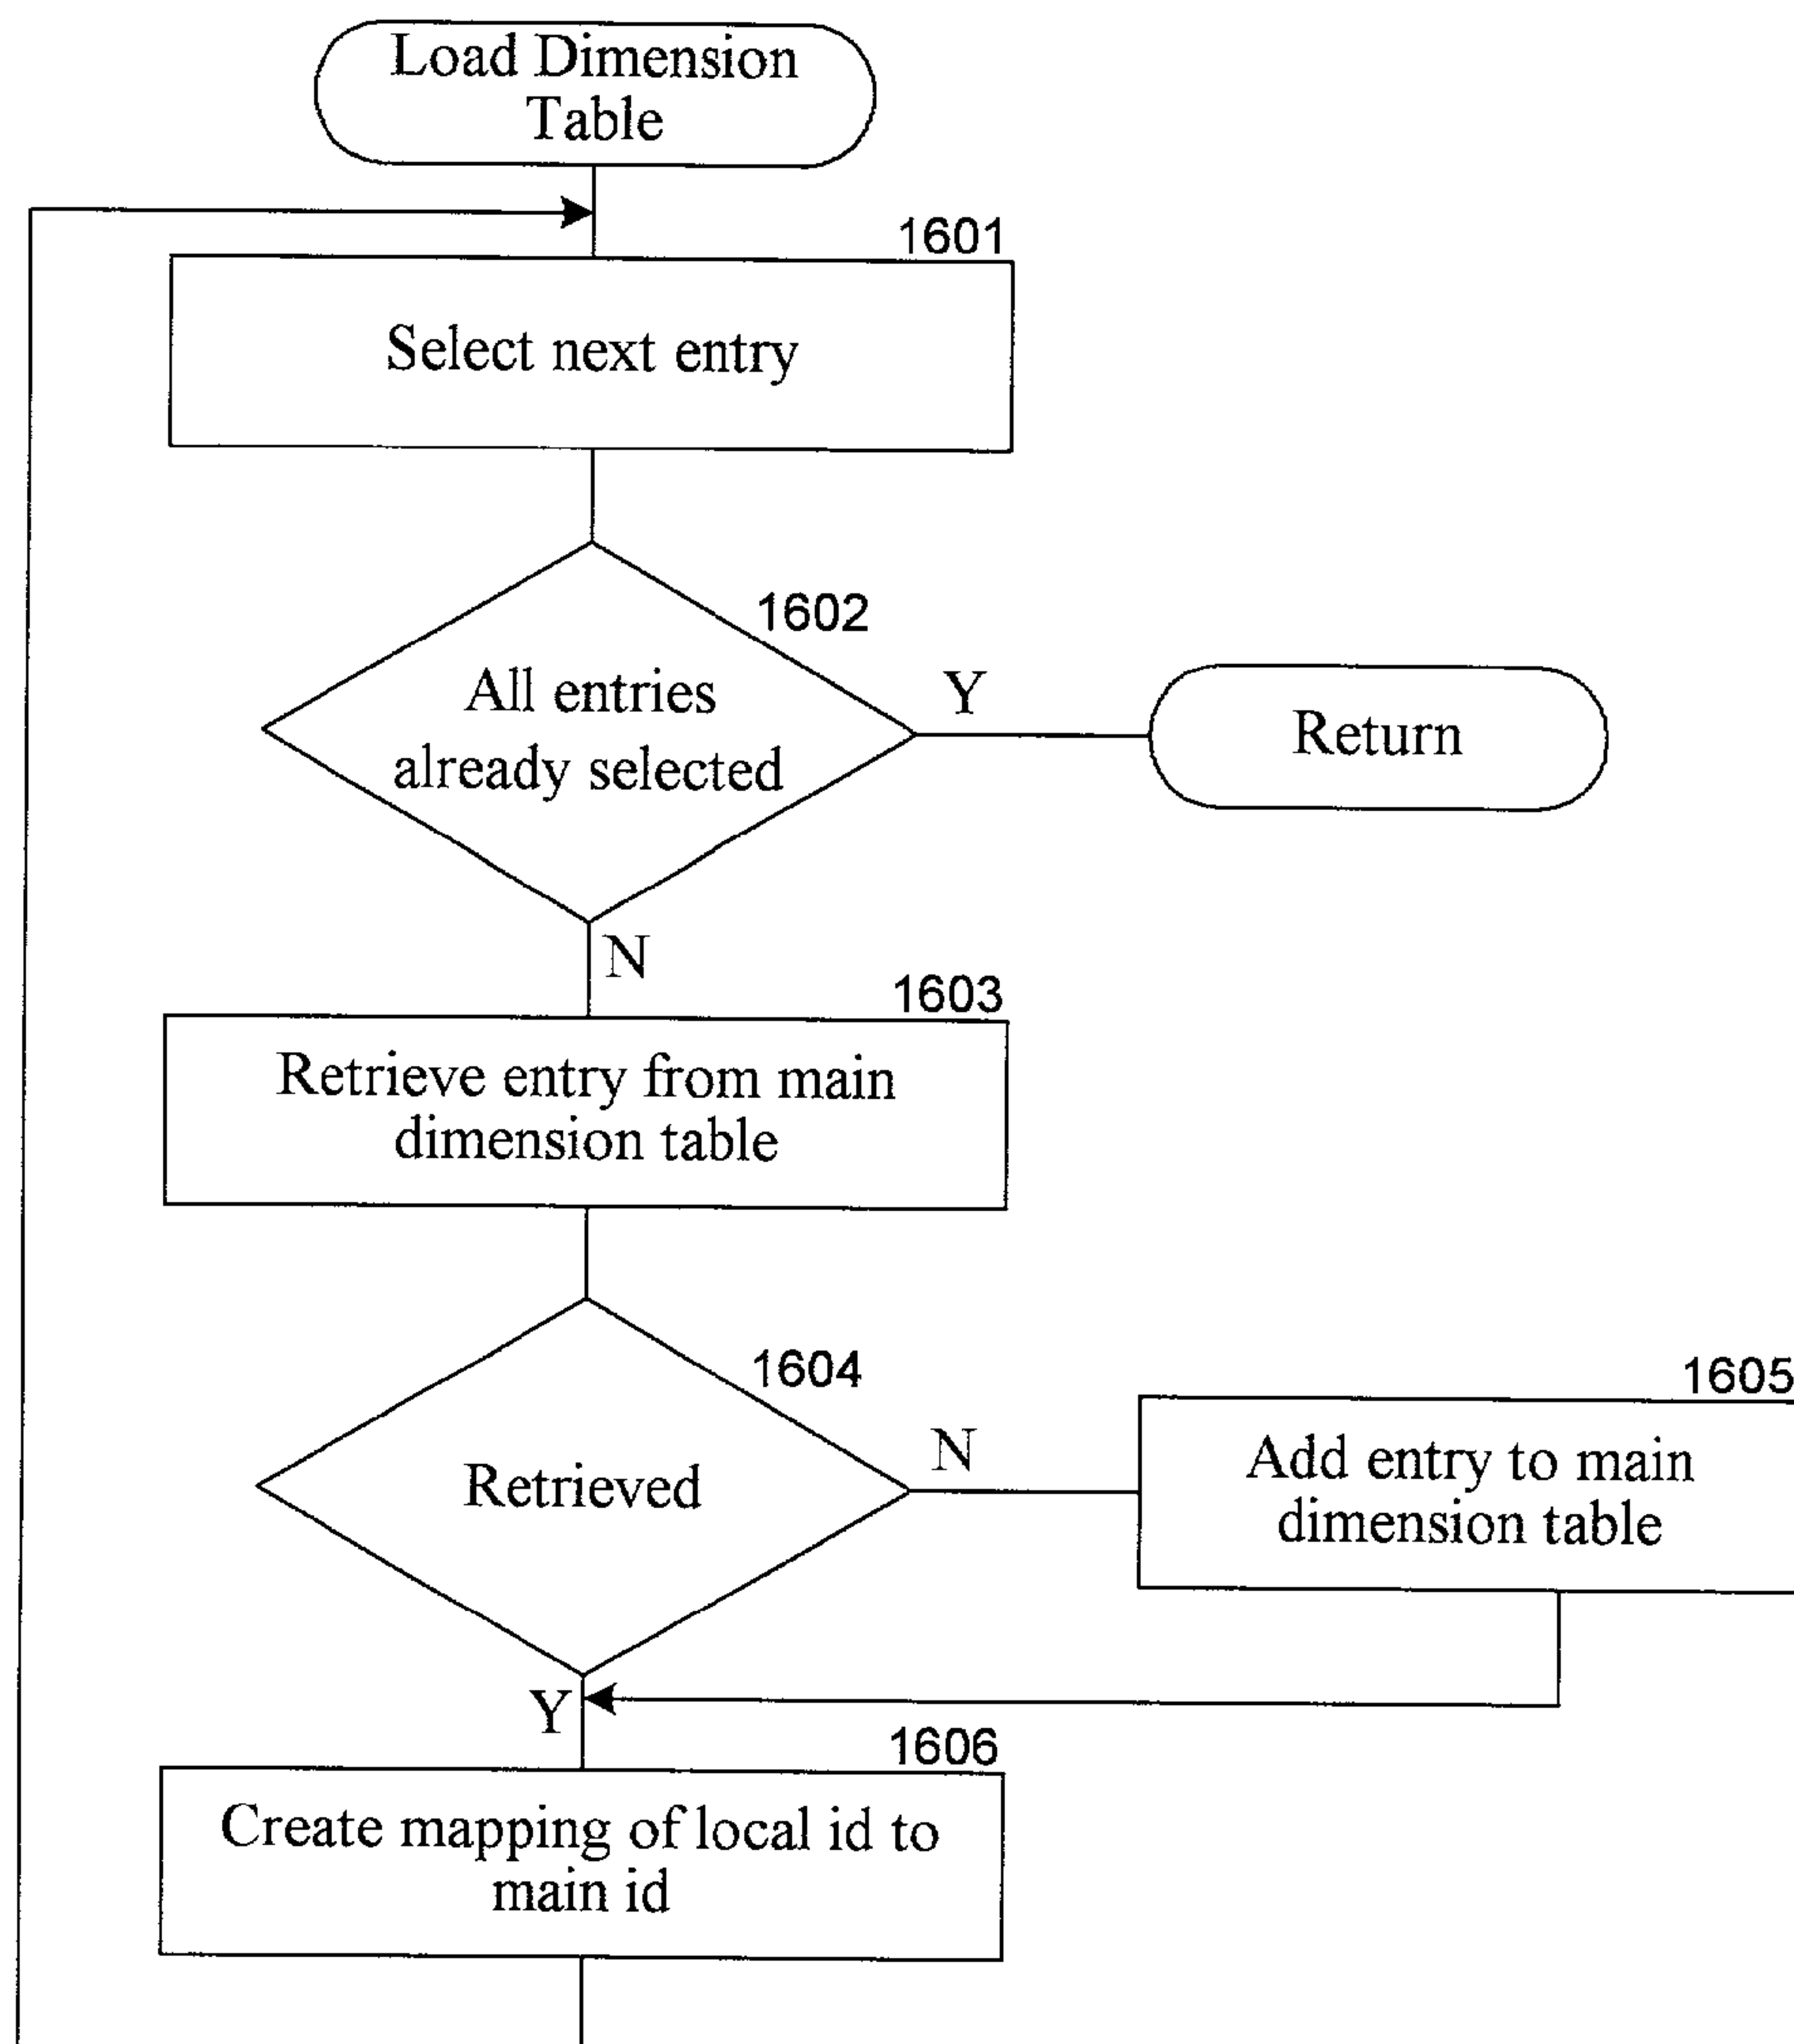 Load Dimension
Table
1601
Select next entry
1602
All entries
already selected
Y
Return
N
1603
Retrieve entry from main
dimension table
1604
Retrieved
N
1605
Add entry to main
dimension table
Y
1606
Create mapping of local id to
main id